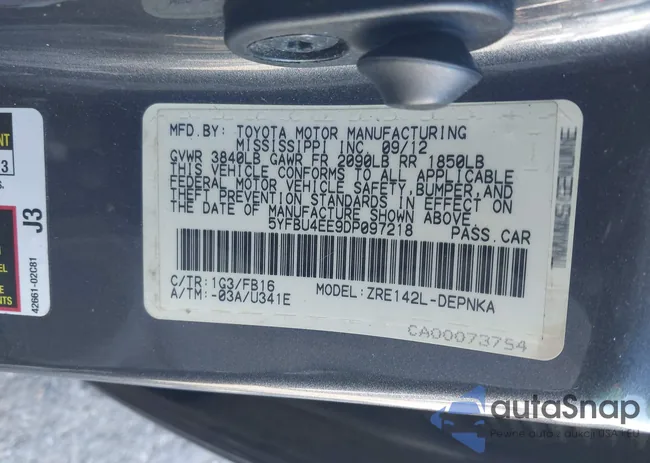 MFD.BY: TOYOTA MOTOR MANUFACTURING
MISSISSIPPI INC. 09/12
GVWR 3840LB GAWR FR 2090LB RR 1850LB
THIS VEHICLE CONFORMS TO ALL APPLICABLE
FEDERAL MOTOR VEHICLE SAFETY,BUMPER,AND
THEFT PREVENTION STANDARDS IN EFFECT ON
THE DATE OF MANUFACTURE SHOWN ABOVE.
5YFBU4EE9DP097218 PASS.CAR
C/TR:1G3/FB16
A/TM:-03A/U341E MODEL:ZRE142L-DEPNKA
CA00073754
J3
42661-02C81
autaSnap